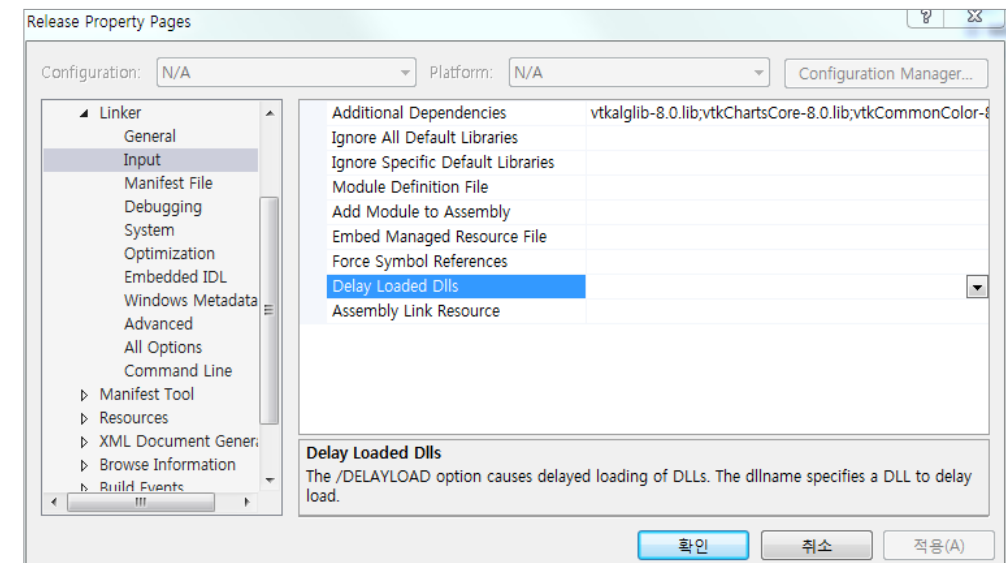 Release Property Pages
Configuration: N/A Platform: N/A Configuration Manager...
Linker
General
Input
Manifest File
Debugging
System
Optimization
Embedded IDL
Windows Metadata
Advanced
All Options
Command Line
Manifest Tool
Resources
XML Document Genera
Browse Information
Build Events
Additional Dependencies vtkalglib-8.0.lib;vtkChartsCore-8.0.lib;vtkCommonColor-8
Ignore All Default Libraries
Ignore Specific Default Libraries
Module Definition File
Add Module to Assembly
Embed Managed Resource File
Force Symbol References
Delay Loaded Dlls
Assembly Link Resource
Delay Loaded Dlls
The /DELAYLOAD option causes delayed loading of DLLs. The dllname specifies a DLL to delay
load.
확인 취소 적용(A)